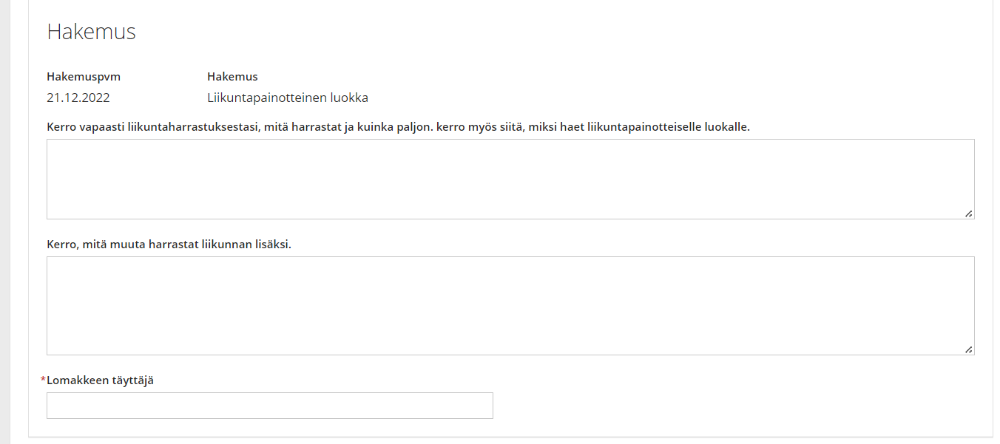 Hakemus
Hakemuspvm Hakemus
21.12.2022 Liikuntapainotteinen luokka
Kerro vapaasti liikuntaharrastuksestasi, mitä harrastat ja kuinka paljon. kerro myös siitä, miksi haet liikuntapainotteiselle luokalle.
Kerro, mitä muuta harrastat liikunnan lisäksi.
*Lomakkeen täyttäjä